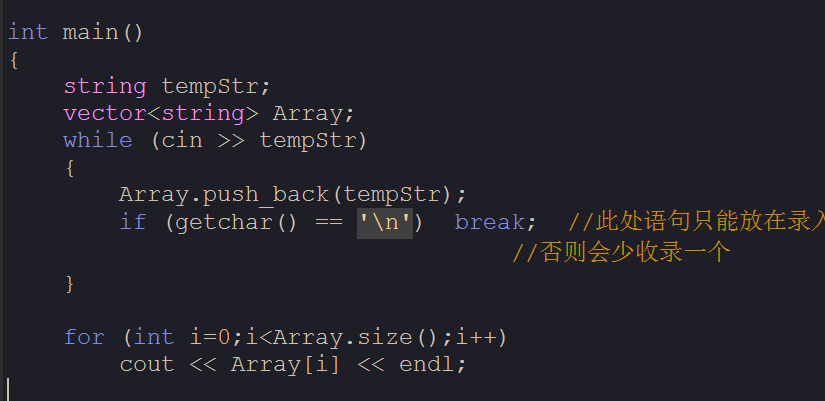 int main()
{
string tempStr;
vector<string> Array;
while (cin >> tempStr)
{
Array.push_back(tempStr);
if (getchar() == '\n')  break;  //此处语句只能放在录入
//否则会少收录一个
}
for (int i=0;i<Array.size();i++)
cout << Array[i] << endl;